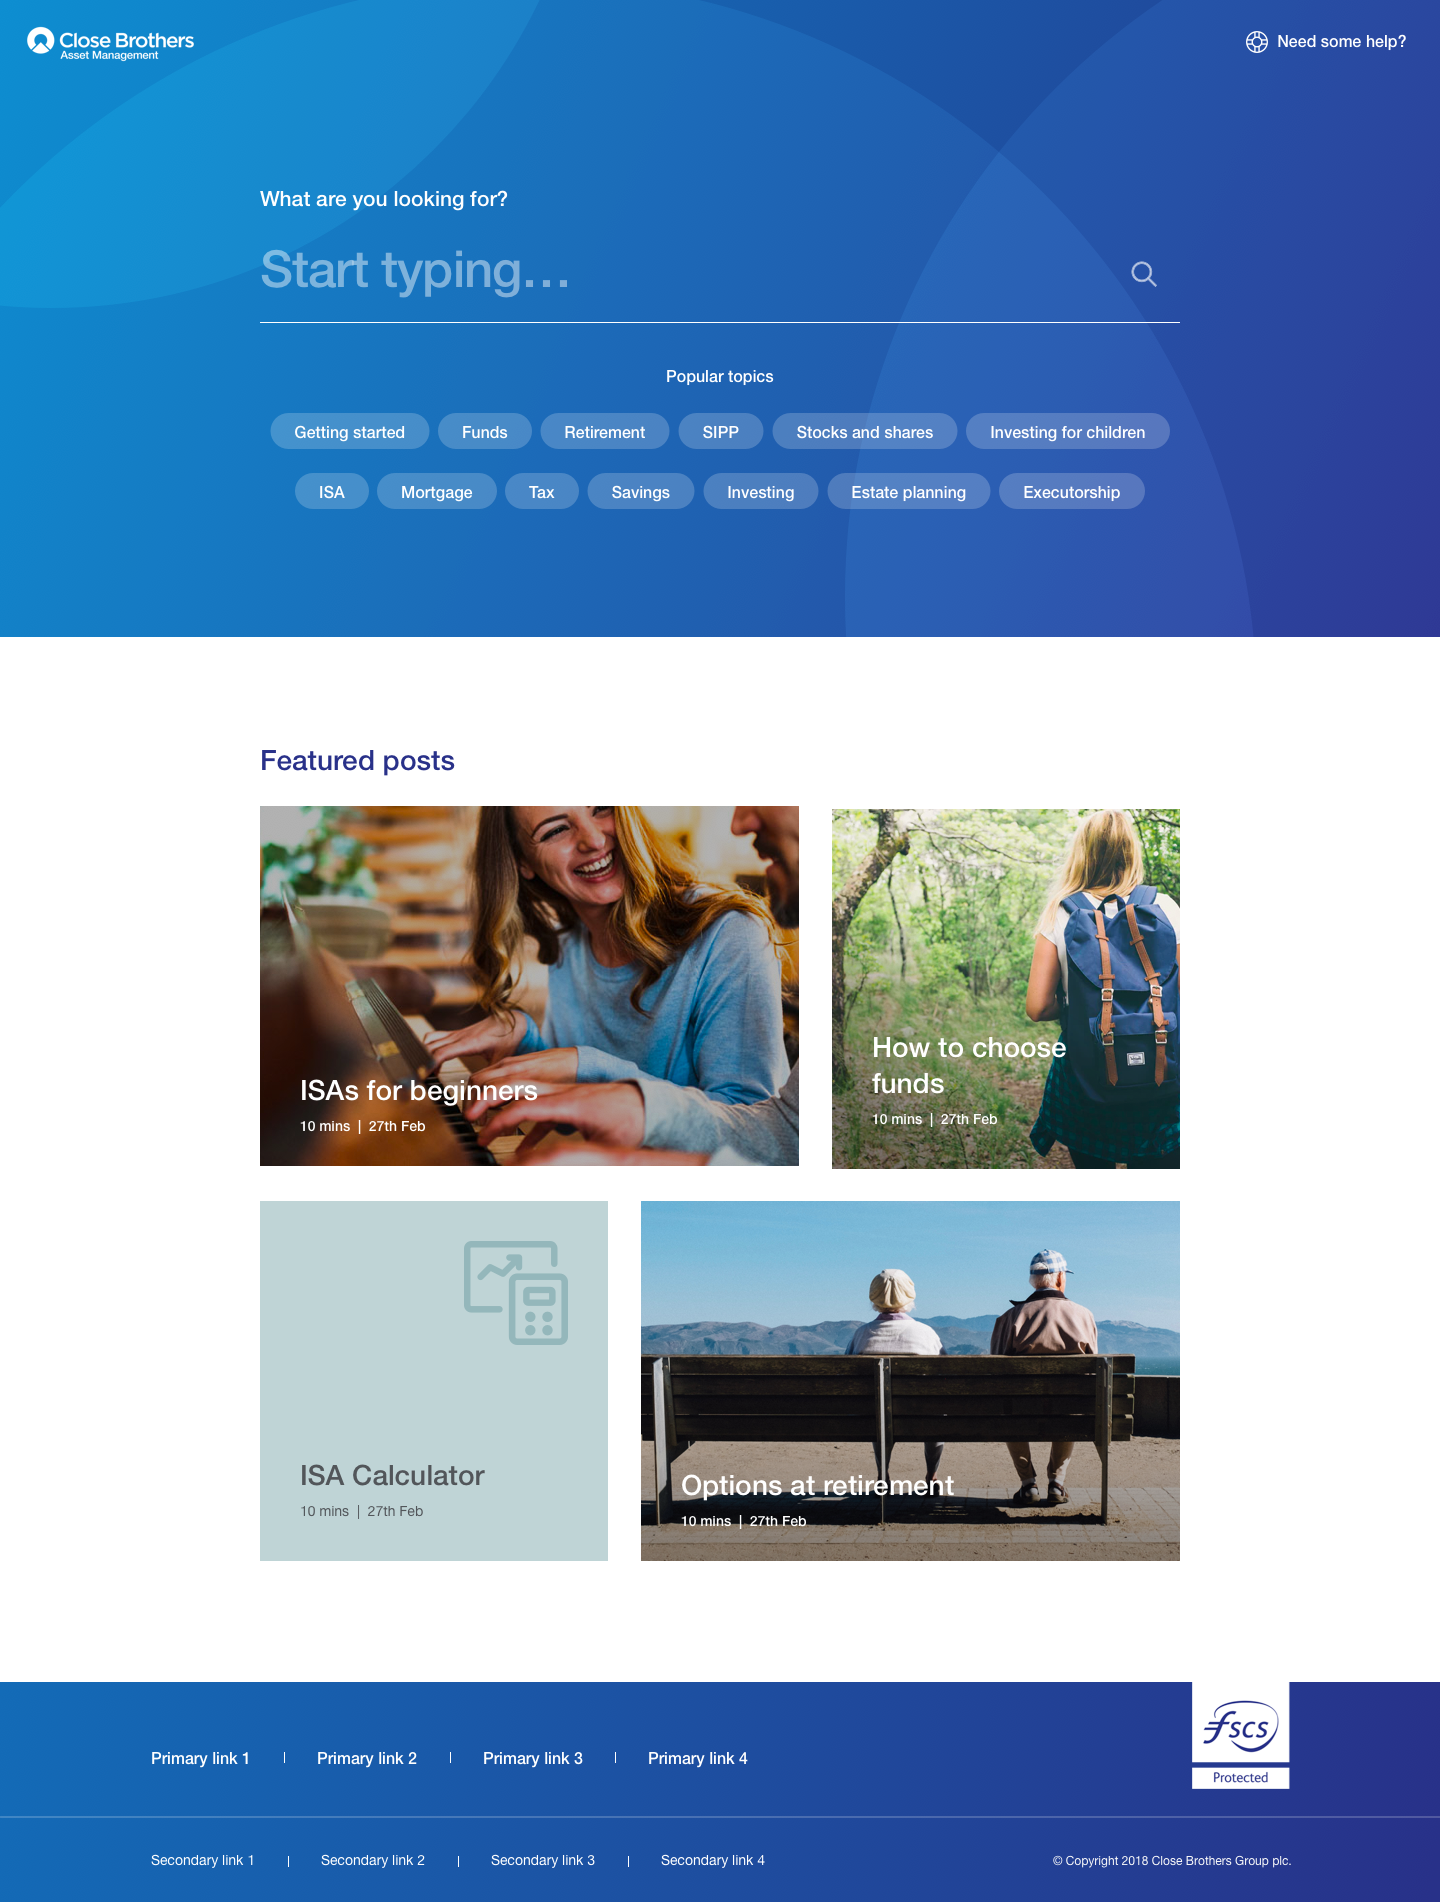 Close Brothers
Asset Management
Need some help?
What are you looking for?
Start typing...
Popular topics
Getting started
Funds
Retirement
SIPP
Stocks and shares
Investing for children
ISA
Mortgage
Tax
Savings
Investing
Estate planning
Executorship
Featured posts
ISAs for beginners
10 mins | 27th Feb
How to choose
funds
10 mins | 27th Feb
ISA Calculator
10 mins | 27th Feb
Options at retirement
10 mins | 27th Feb
Primary link 1 | Primary link 2 | Primary link 3 | Primary link 4
fscs
Protected
Secondary link 1 | Secondary link 2 | Secondary link 3 | Secondary link 4
© Copyright 2018 Close Brothers Group plc.